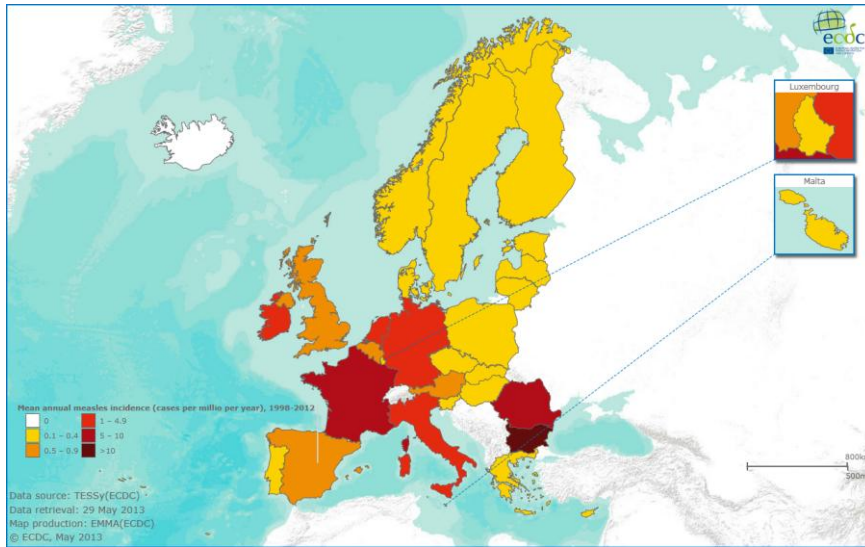 ecdc
Luxembourg
Malta
Mean annual measles incidence (cases per millio per year), 1998-2012
0
1 - 4.9
0.1 - 0.4
5 - 10
0.5 - 0.9
>10
800k
500m
Data source: TESSy(ECDC)
Data retrieval: 29 May 2013
Map production: EMMA(ECDC)
© ECDC, May 2013